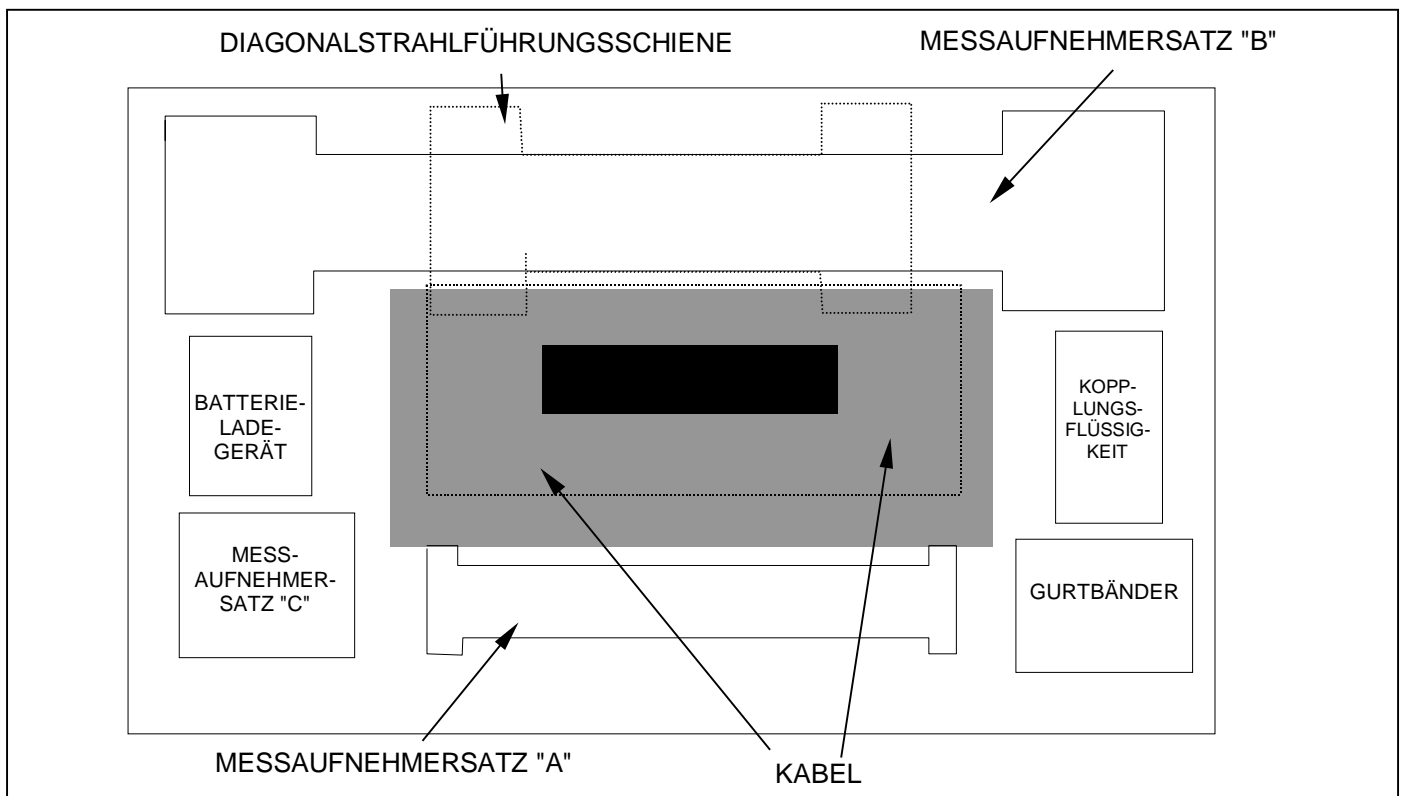 DIAGONALSTRAHLFÜHRUNGSSCHIENE
MESSAUFNEHMERSATZ "B"
BATTERIE-
LADE-
GERÄT
KOPP-
LUNGS-
FLÜSSIG-
KEIT
MESS-
AUFNEHMER-
SATZ "C"
GURTBÄNDER
MESSAUFNEHMERSATZ "A"
KABEL